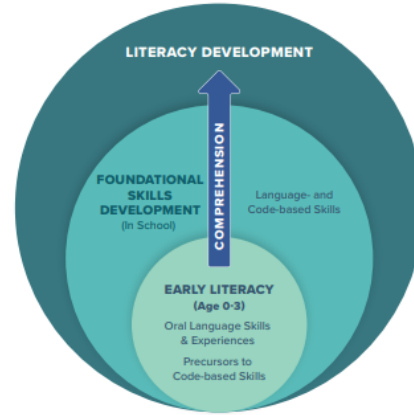 LITERACY DEVELOPMENT
COMPREHENSION
FOUNDATIONAL
SKILLS
DEVELOPMENT
(In School)
Language- and
Code-based Skills
EARLY LITERACY
(Age 0-3)
Oral Language Skills
& Experiences
Precursors to
Code-based Skills